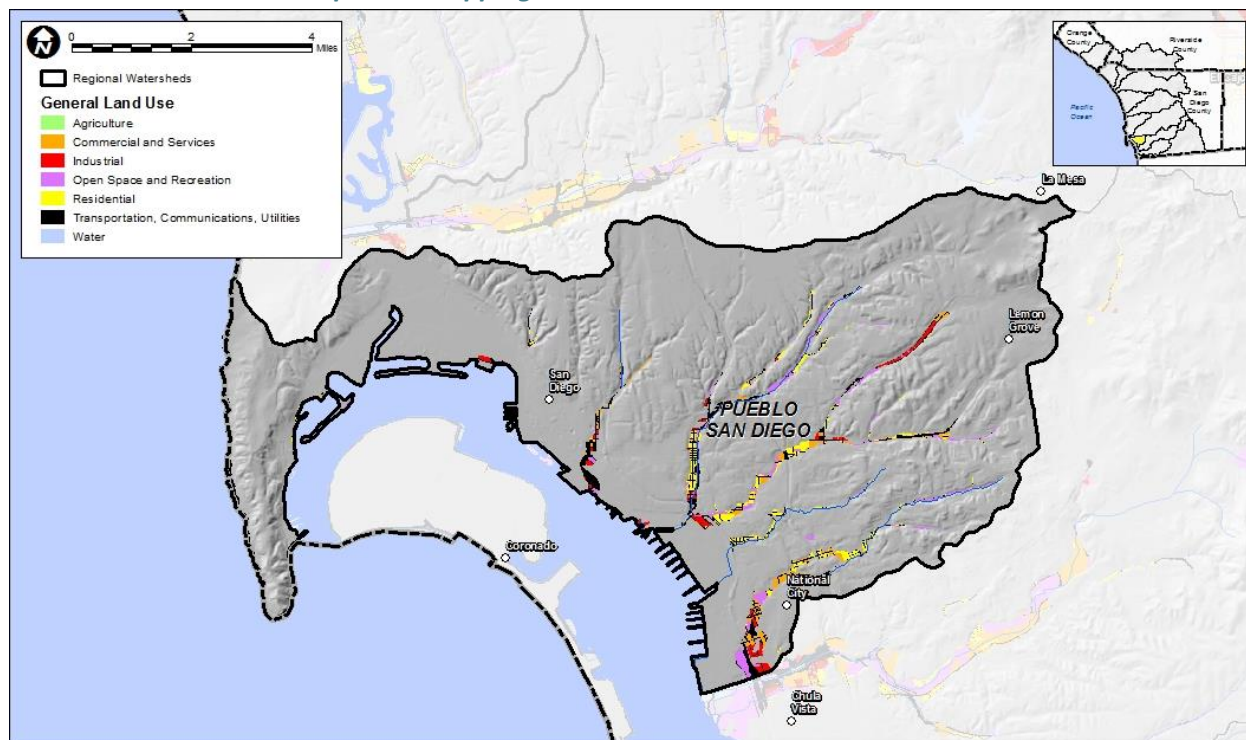 N
0 2 4
Miles
Regional Watersheds
General Land Use
Agriculture
Commercial and Services
Industrial
Open Space and Recreation
Residential
Transportation, Communications, Utilities
Water
Orange
County
Riverside
County
San
Diego
County
Pacific
Ocean
La Mesa
Lemon
Grove
San
Diego
PUEBLO
SAN DIEGO
Coronado
National
City
Chula
Vista